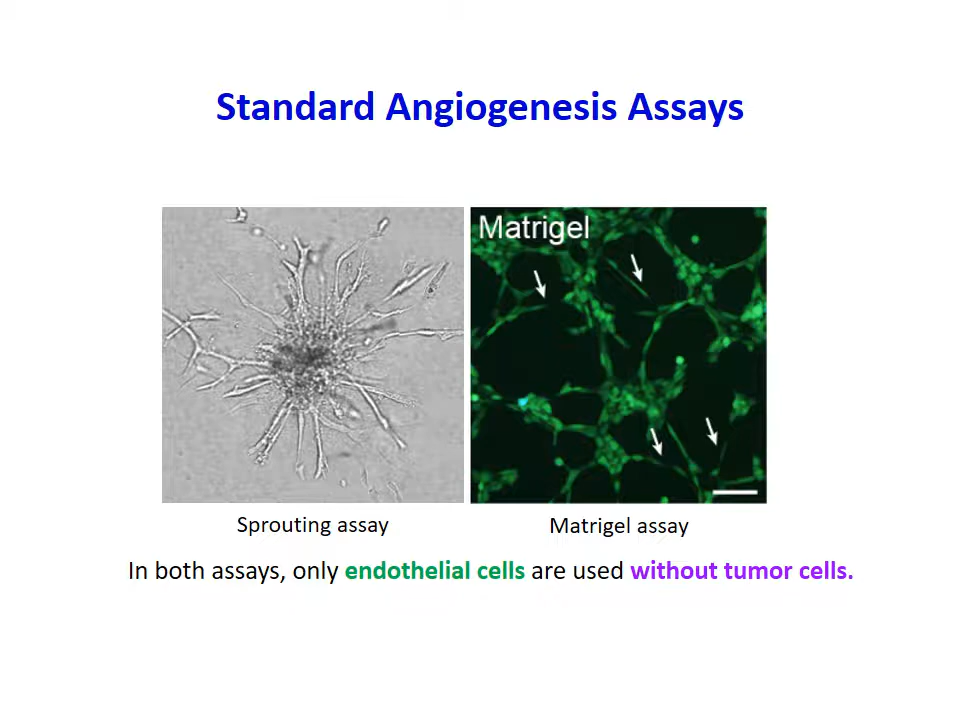 Standard Angiogenesis Assays
Matrigel
Sprouting assay
Matrigel assay
In both assays, only endothelial cells are used without tumor cells.